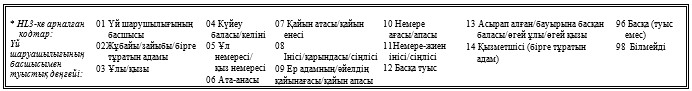 * HL3-ке арналган
кодтар:
Үй
шаруашылығының
басшысымен
туыстық деңгейі:
01 Үй шарушылығының
басшысы
02Жұбайы/зайыбы/бірге
тұратын адамы
03 Ұлы/қызы
04 Күйеу
баласы/келіні
05 Ұл
немересі/
қыз немересі
06 Ата-анасы
07 Қайын атасы/қайын
енесі
08
Інісі/қарындасы/сіңлісі
09 Ер адамның/әйелдің
қайынағасы/қайын апасы
10 Немере
ағасы/апасы
11Немере-жиен
інісі/сіңлісі
12 Басқа туыс
13 Асырап алған/бауырына басқан
баласы/өгей ұлы/өгей қызы
14 Қызметшісі (бірге тұратын
адам)
96 Басқа (туыс
емес)
98 Білмейді